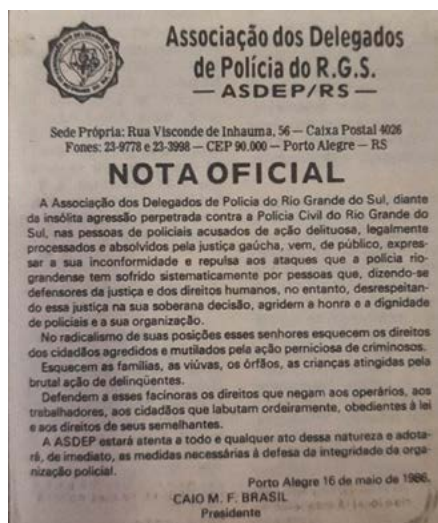 Associação dos Delegados
de Polícia do R.G.S.
— ASDEP/RS —
Sede Própria: Rua Visconde de Inhauma, 56 — Caixa Postal 4026
Fones: 23-9778 e 23-3998 — CEP 90.000 — Porto Alegre — RS
NOTA OFICIAL
A Associação dos Delegados de Polícia do Rio Grande do Sul, diante
da insólita agressão perpetrada contra a Polícia Civil do Rio Grande do
Sul, nas pessoas de policiais acusados de ação delituosa, legalmente
processados e absolvidos pela justiça gaúcha, vem, de público, expres-
sar a sua inconformidade e repulsa aos ataques que a polícia rio-
grandense tem sofrido sistematicamente por pessoas que, dizendo-se
defensores da justiça e dos direitos humanos, no entanto, desrespeitan-
do essa justiça na sua soberana decisão, agridem a honra e a dignidade
de policiais e a sua organização.
No radicalismo de suas posições esses senhores esquecem os direitos
dos cidadãos agredidos e mutilados pela ação perniciosa de criminosos.
Esquecem as famílias, as viúvas, os órfãos, as crianças atingidas pela
brutal ação de delinqüentes.
Defendem a esses facinoras os direitos que negam aos operários, aos
trabalhadores, aos cidadãos que labutam ordeiramente, obedientes à lei
e aos direitos de seus semelhantes.
A ASDEP estará atenta a todo e qualquer ato dessa natureza e adota-
rá, de imediato, as medidas necessárias à defesa da integridade da orga-
nização policial.
Porto Alegre 16 de maio de 1986.
CAIO M. F. BRASIL
Presidente